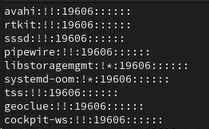 avahi:!!:19606::::::
rtkit:!!:19606::::::
sssd:!!:19606::::::
pipewire:!!:19606::::::
libstoragemgmt:!*:19606::::::
systemd-oom:!*:19606::::::
tss:!!:19606::::::
geoclue:!!:19606::::::
cockpit-ws:!!:19606::::::